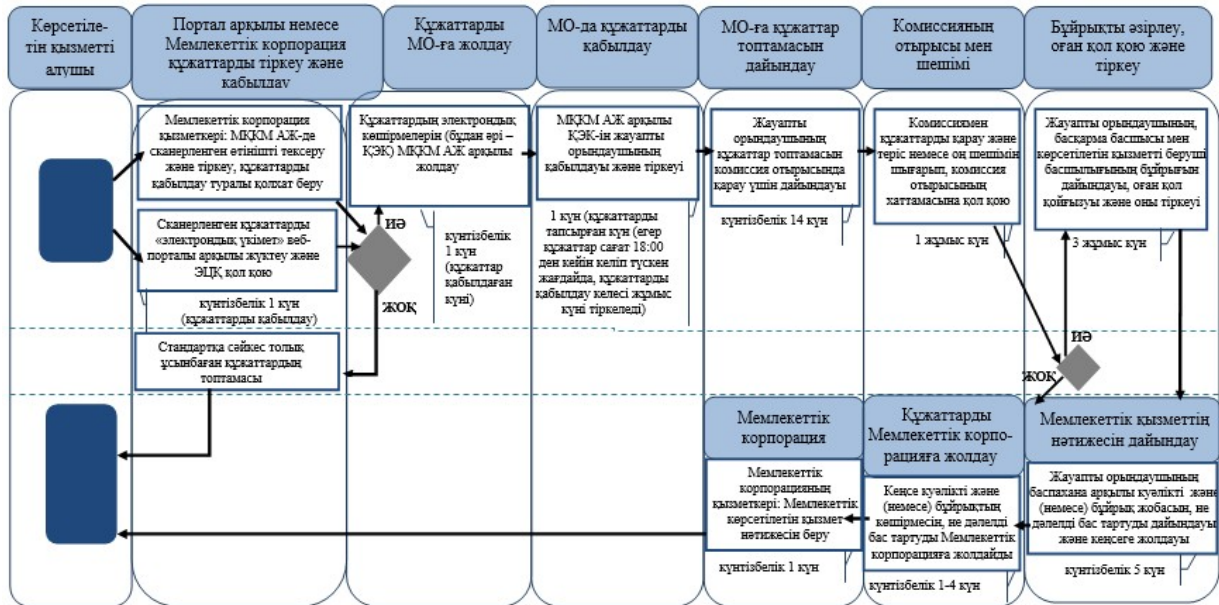 Көрсетіле-
тін қызметті
алушы
Портал арқылы немесе
Мемлекеттік корпорация
құжаттарды тіркеу және
қабылдау
Құжаттарды
МО-ға жолдау
МО-да құжаттарды
қабылдау
МО-ға құжаттар
топтамасын
дайындау
Комиссияның
отырысы мен
шешімі
Бұйрықты әзірлеу,
оған қол қою және
тіркеу
Мемлекеттік корпорация
қызметкері: МҚКМ АЖ-де
сканерленген өтінішті тексеру
және тіркеу, құжаттарды
қабылдау туралы қолхат беру
Сканерленген құжаттарды
«электрондық үкімет» веб-
порталы арқылы жүктеу және
ЭЦҚ қол қою
күнтізбелік 1 күн
(құжаттарды қабылдау)
Стандартқа сәйкес толық
ұсынбаған құжаттардың
топтамасы
Құжаттардың электрондық
көшірмелерін (бұдан әрі –
ҚЭК) МҚКМ АЖ арқылы
жолдау
ИӘ
ЖОҚ
күнтізбелік
1 күн
(құжаттар
қабылдаған
күні)
МҚКМ АЖ арқылы
ҚЭК-ін жауапты
орындаушының
қабылдауы және тіркеуі
1 күн (құжаттарды
тапсырған күн (егер
құжаттар сағат 18:00
ден кейін келіп түскен
жағдайда, құжаттарды
қабылдау келесі жұмыс
күні тіркеледі)
Жауапты
орындаушының
құжаттар топтамасын
комиссия отырысында
қарау үшін дайындауы
күнтізбелік 14 күн
Комиссиямен
құжаттарды қарау және
теріс немесе оң шешімін
шығарып, комиссия
отырысының
хаттамасына қол қою
1 жұмыс күн
Жауапты орындаушының,
басқарма басшысы мен
көрсетілетін қызметті беруші
басшылығының бұйрығын
дайындауы, оған қол
қойғызуы және оны тіркеуі
3 жұмыс күн
ИӘ
ЖОҚ
Мемлекеттік
корпорация
Құжаттарды
Мемлекеттік корпо-
рацияға жолдау
Мемлекеттік қызметтің
нәтижесін дайындау
Мемлекеттік
корпорацияның
қызметкері: Мемлекеттік
көрсетілетін қызмет
нәтижесін беру
күнтізбелік 1 күн
Кеңсе куәлікті және
(немесе) бұйрықтың
көшірмесін, не дәлелді
бас тартуды Мемлекеттік
корпорацияға жолдайды
күнтізбелік 1-4 күн
Жауапты орындаушының
баспахана арқылы куәлікті және
(немесе) бұйрық жобасын, не
дәлелді бас тартуды дайындауы
және кеңсеге жолдауы
күнтізбелік 5 күн